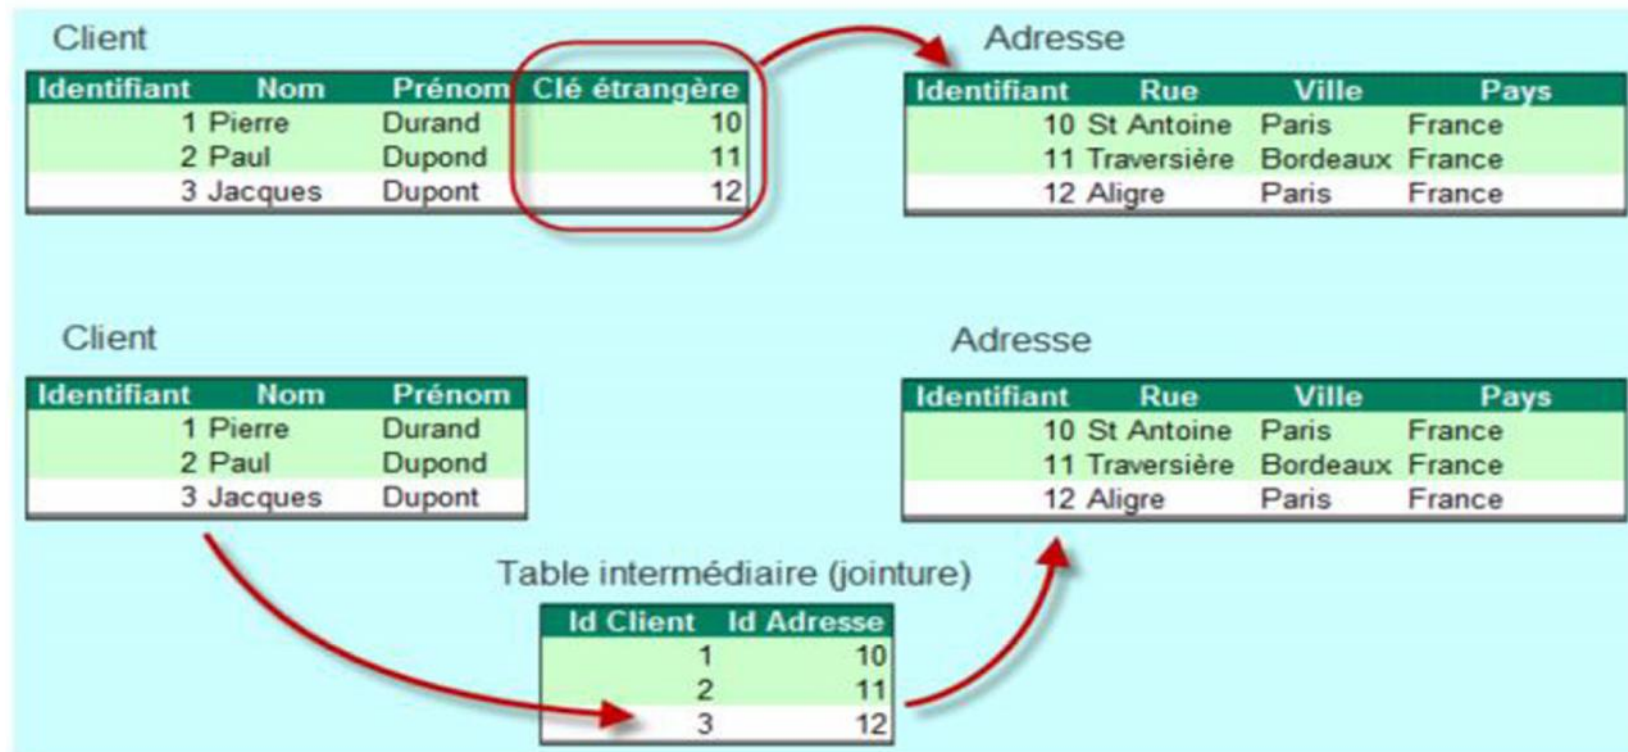 Client
Adresse
Identifiant Nom Prénom Clé étrangère
1 Pierre Durand 10
2 Paul Dupond 11
3 Jacques Dupont 12
Identifiant Rue Ville Pays
10 St Antoine Paris France
11 Traversière Bordeaux France
12 Aligre Paris France
Client
Adresse
Identifiant Nom Prénom
1 Pierre Durand
2 Paul Dupond
3 Jacques Dupont
Identifiant Rue Ville Pays
10 St Antoine Paris France
11 Traversière Bordeaux France
12 Aligre Paris France
Table intermédiaire (jointure)
Id Client Id Adresse
1 10
2 11
3 12